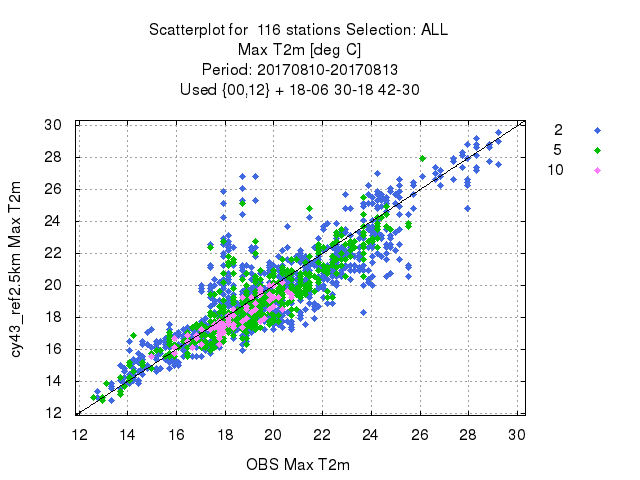 Scatterplot for 116 stations Selection: ALL
Max T2m [deg C]
Period: 20170810-20170813
Used {00,12} + 18-06 30-18 42-30
2
5
10
cy43_ref2.5km Max T2m
30
28
26
24
22
20
18
16
14
12
12 14 16 18 20 22 24 26 28 30
OBS Max T2m